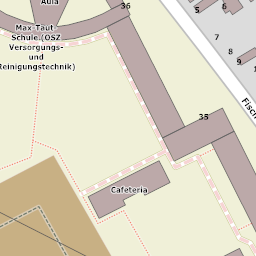 Aula
36
5
6
Max-Taut-
Schule (OSZ
Versorgungs-
und
Reinigungstechnik)
7
8
9
Fisch
35
Cafeteria